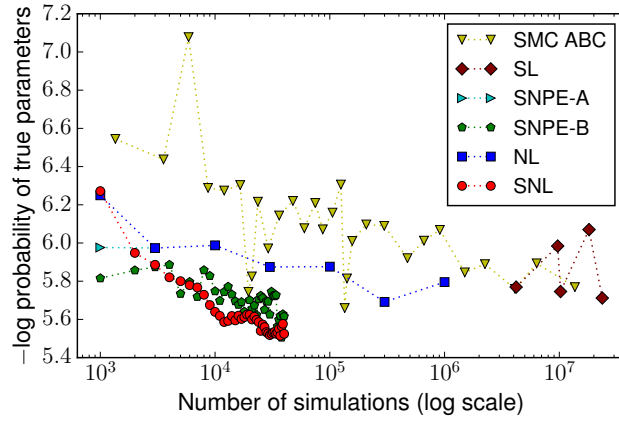 7.2
7.0
6.8
6.6
6.4
6.2
6.0
5.8
5.6
5.4
−log probability of true parameters
SMC ABC
SL
SNPE-A
SNPE-B
NL
SNL
10^3
10^4
10^5
10^6
10^7
Number of simulations (log scale)